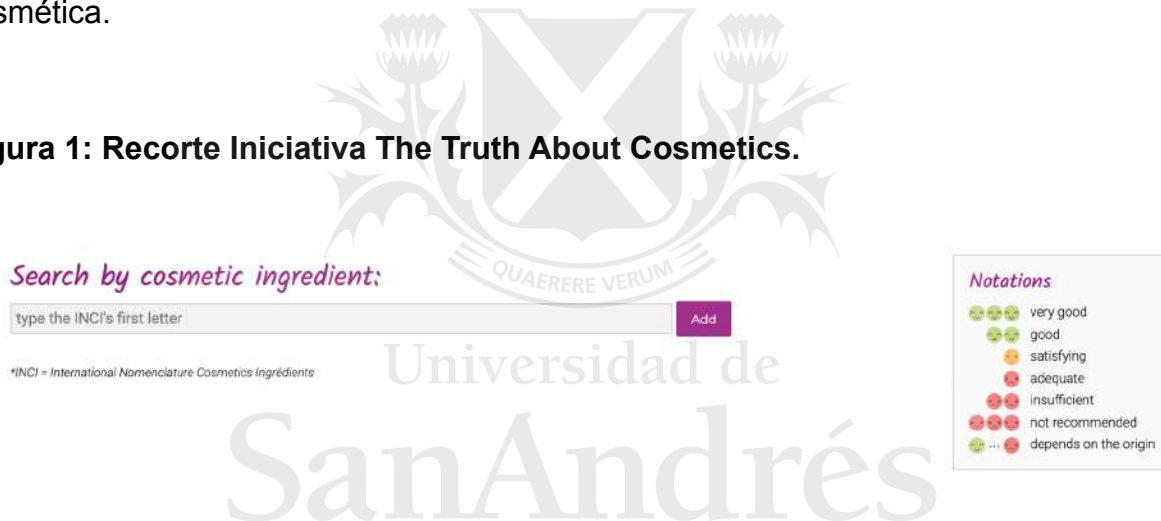 smética.
gura 1: Recorte Iniciativa The Truth About Cosmetics.
Search by cosmetic ingredient:
type the INCI's first letter
Add
*INCI = International Nomenclature Cosmetics Ingrédients
Notations
very good
good
satisfying
adequate
insufficient
not recommended
... depends on the origin
QUAERERE VERUM
Universidad de
SanAndrés